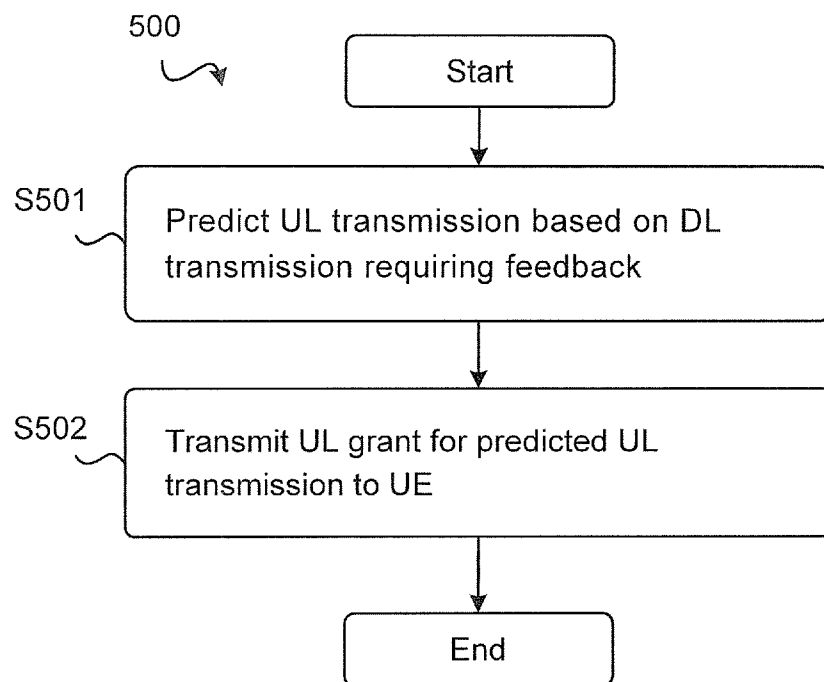 500
Start
S501
Predict UL transmission based on DL
transmission requiring feedback
S502
Transmit UL grant for predicted UL
transmission to UE
End